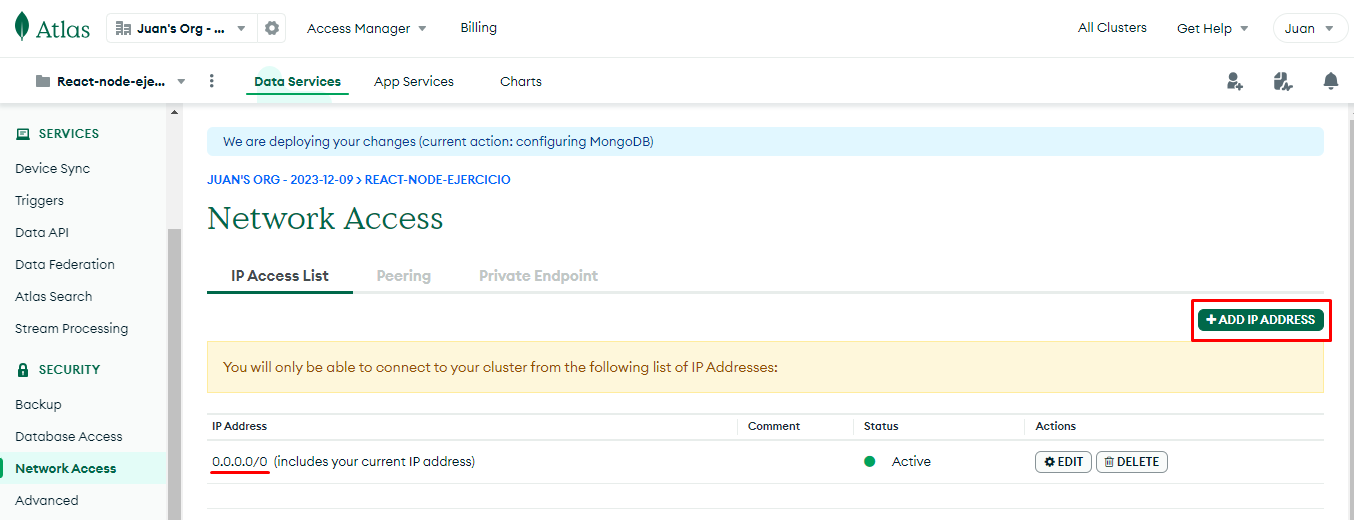 Atlas Juan's Org - ... Access Manager Billing All Clusters Get Help Juan
React-node-eje... Data Services App Services Charts
SERVICES
Device Sync
Triggers
Data API
Data Federation
Atlas Search
Stream Processing
SECURITY
Backup
Database Access
Network Access
Advanced
We are deploying your changes (current action: configuring MongoDB)
JUAN'S ORG - 2023-12-09 > REACT-NODE-EJERCICIO
Network Access
IP Access List Peering Private Endpoint
+ ADD IP ADDRESS
You will only be able to connect to your cluster from the following list of IP Addresses:
IP Address Comment Status Actions
0.0.0.0/0 (includes your current IP address) Active EDIT DELETE